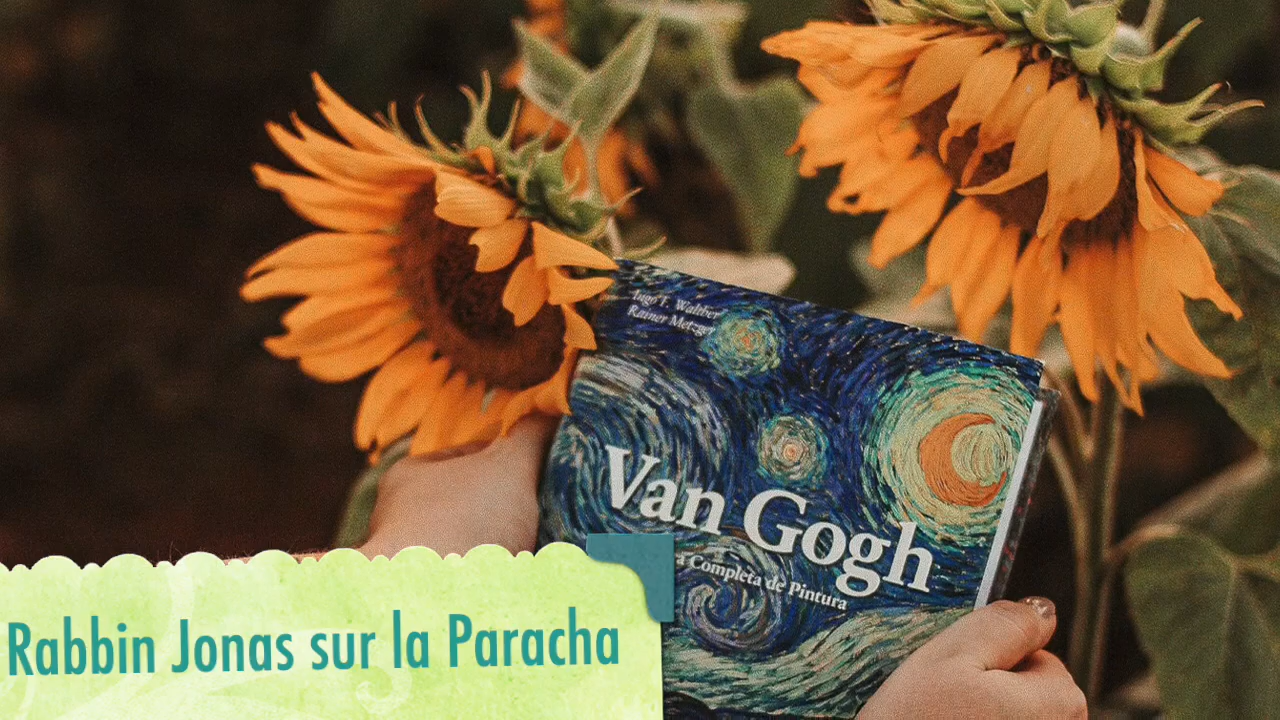 Ingo F. Walther
Rainer Metzger
Van Gogh
a Completa de Pintura
Rabbin Jonas sur la Paracha